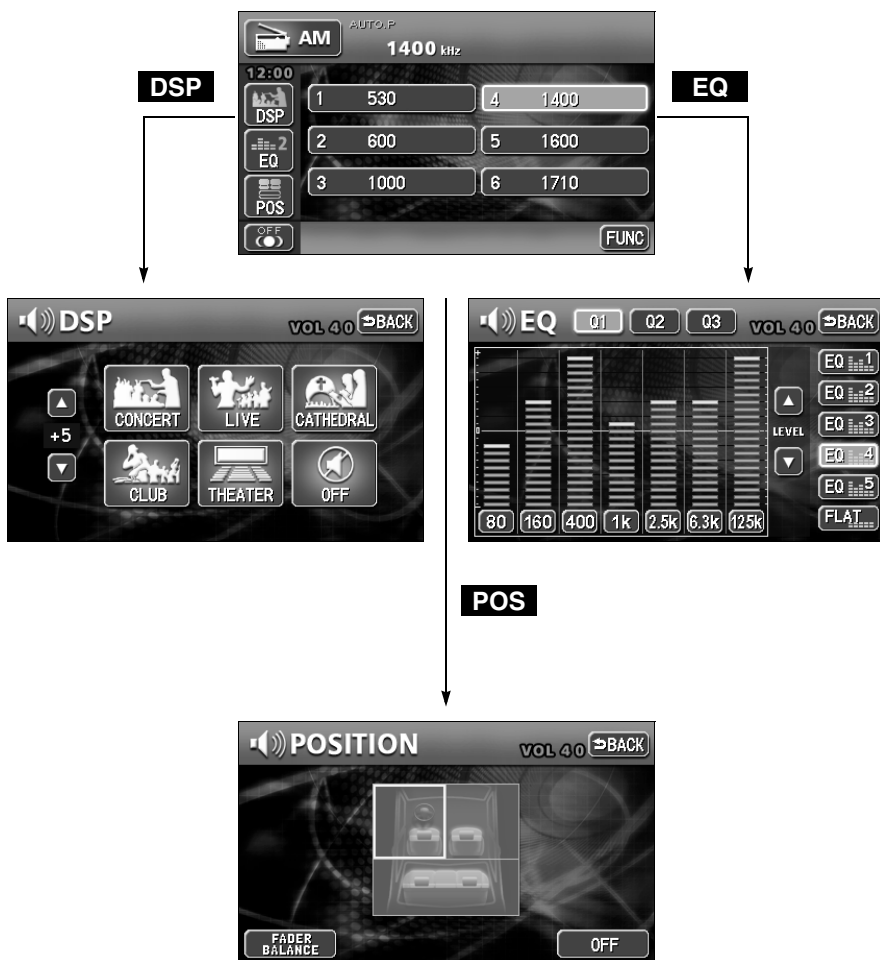 AM
AUTO.P
1400 kHz
12:00
DSP
EQ
1 530
4 1400
DSP
2 600
5 1600
2
EQ
3 1000
6 1710
POS
OFF
FUNC
DSP
VOL 40
BACK
+5
CONCERT
LIVE
CATHEDRAL
CLUB
THEATER
OFF
EQ
Q1
Q2
Q3
VOL 40
BACK
+
0
-
80
160
400
1k
2.5k
6.3k
125k
LEVEL
EQ 1
EQ 2
EQ 3
EQ 4
EQ 5
FLAT
POS
POSITION
VOL 40
BACK
FADER
BALANCE
OFF